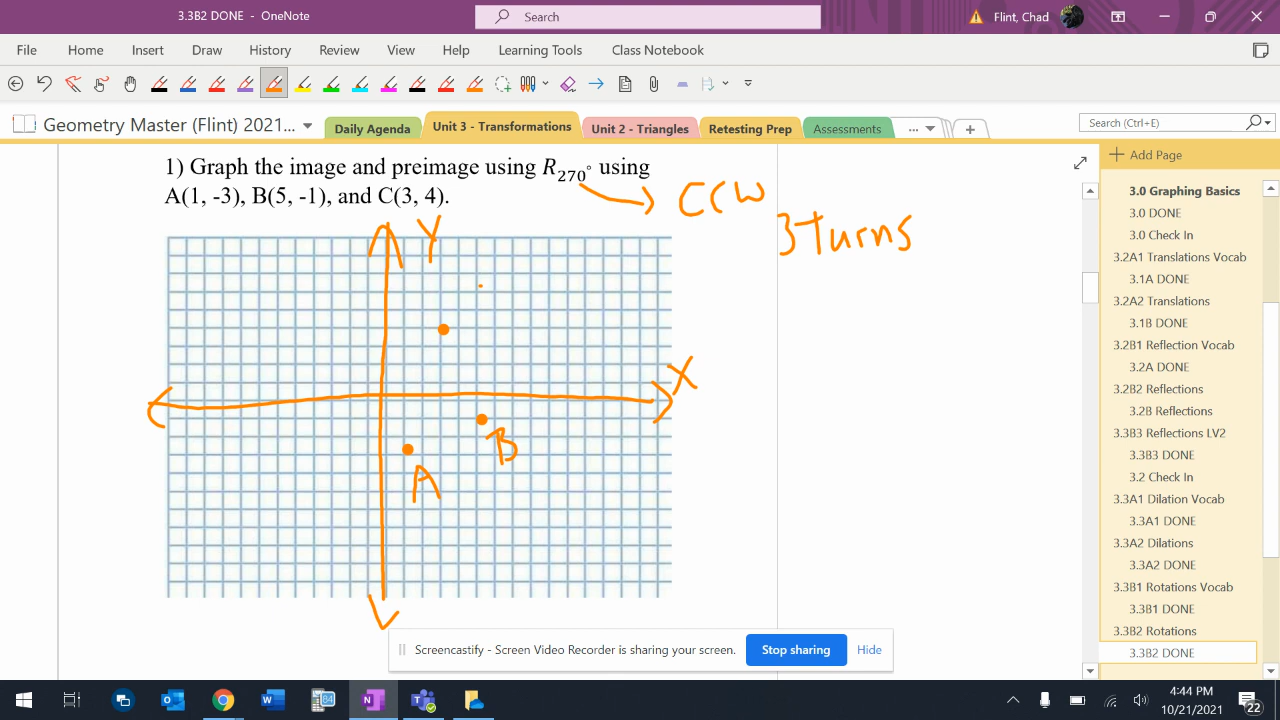 3.3B2 DONE - OneNote
Search
Flint, Chad
File Home Insert Draw History Review View Help Learning Tools Class Notebook
Geometry Master (Flint) 2021...
Daily Agenda
Unit 3 - Transformations
Unit 2 - Triangles
Retesting Prep
Assessments
...
Search (Ctrl+E)
Add Page
1) Graph the image and preimage using R270° using
A(1, -3), B(5, -1), and C(3, 4).
CCW
3 turns
Y
X
B
A
3.0 Graphing Basics
3.0 DONE
3.0 Check In
3.2A1 Translations Vocab
3.1A DONE
3.2A2 Translations
3.1B DONE
3.2B1 Reflection Vocab
3.2A DONE
3.2B2 Reflections
3.2B Reflections
3.3B3 Reflections LV2
3.3B3 DONE
3.2 Check In
3.3A1 Dilation Vocab
3.3A1 DONE
3.3A2 Dilations
3.3A2 DONE
3.3B1 Rotations Vocab
3.3B1 DONE
3.3B2 Rotations
3.3B2 DONE
Screencastify - Screen Video Recorder is sharing your screen.
Stop sharing
Hide
84
4:44 PM
10/21/2021
22